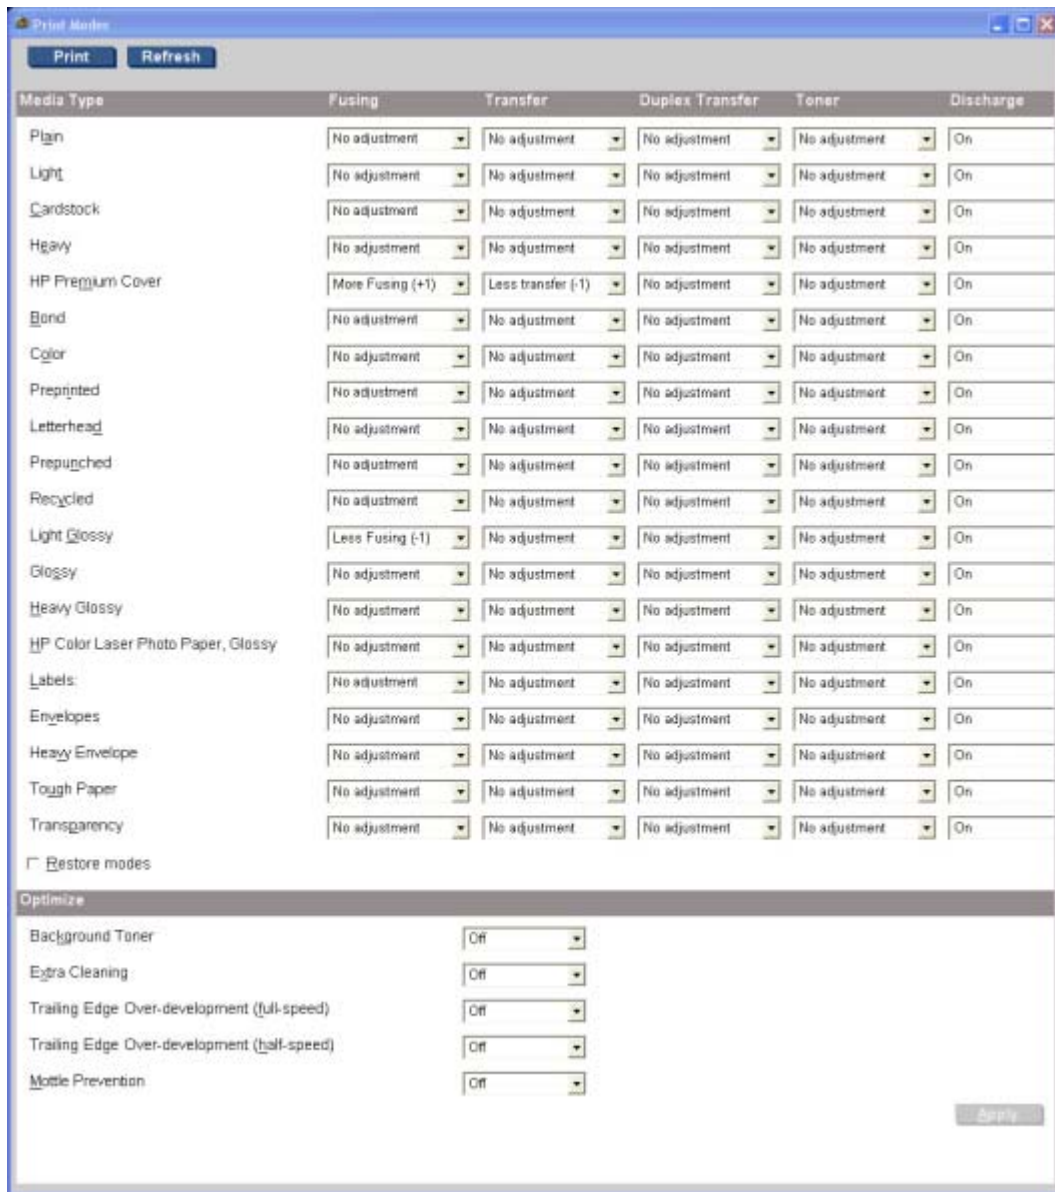 Print Modes
Print Refresh
Media Type Fusing Transfer Duplex Transfer Toner Discharge
Plain No adjustment No adjustment No adjustment No adjustment On
Light No adjustment No adjustment No adjustment No adjustment On
Cardstock No adjustment No adjustment No adjustment No adjustment On
Heavy No adjustment No adjustment No adjustment No adjustment On
HP Premium Cover More Fusing (+1) Less transfer (-1) No adjustment No adjustment On
Bond No adjustment No adjustment No adjustment No adjustment On
Color No adjustment No adjustment No adjustment No adjustment On
Preprinted No adjustment No adjustment No adjustment No adjustment On
Letterhead No adjustment No adjustment No adjustment No adjustment On
Prepunched No adjustment No adjustment No adjustment No adjustment On
Recycled No adjustment No adjustment No adjustment No adjustment On
Light Glossy Less Fusing (-1) No adjustment No adjustment No adjustment On
Glossy No adjustment No adjustment No adjustment No adjustment On
Heavy Glossy No adjustment No adjustment No adjustment No adjustment On
HP Color Laser Photo Paper, Glossy No adjustment No adjustment No adjustment No adjustment On
Labels: No adjustment No adjustment No adjustment No adjustment On
Envelopes No adjustment No adjustment No adjustment No adjustment On
Heavy Envelope No adjustment No adjustment No adjustment No adjustment On
Tough Paper No adjustment No adjustment No adjustment No adjustment On
Transparency No adjustment No adjustment No adjustment No adjustment On
Restore modes
Optimize
Background Toner Off
Extra Cleaning Off
Trailing Edge Over-development (full-speed) Off
Trailing Edge Over-development (half-speed) Off
Mottle Prevention Off
Apply